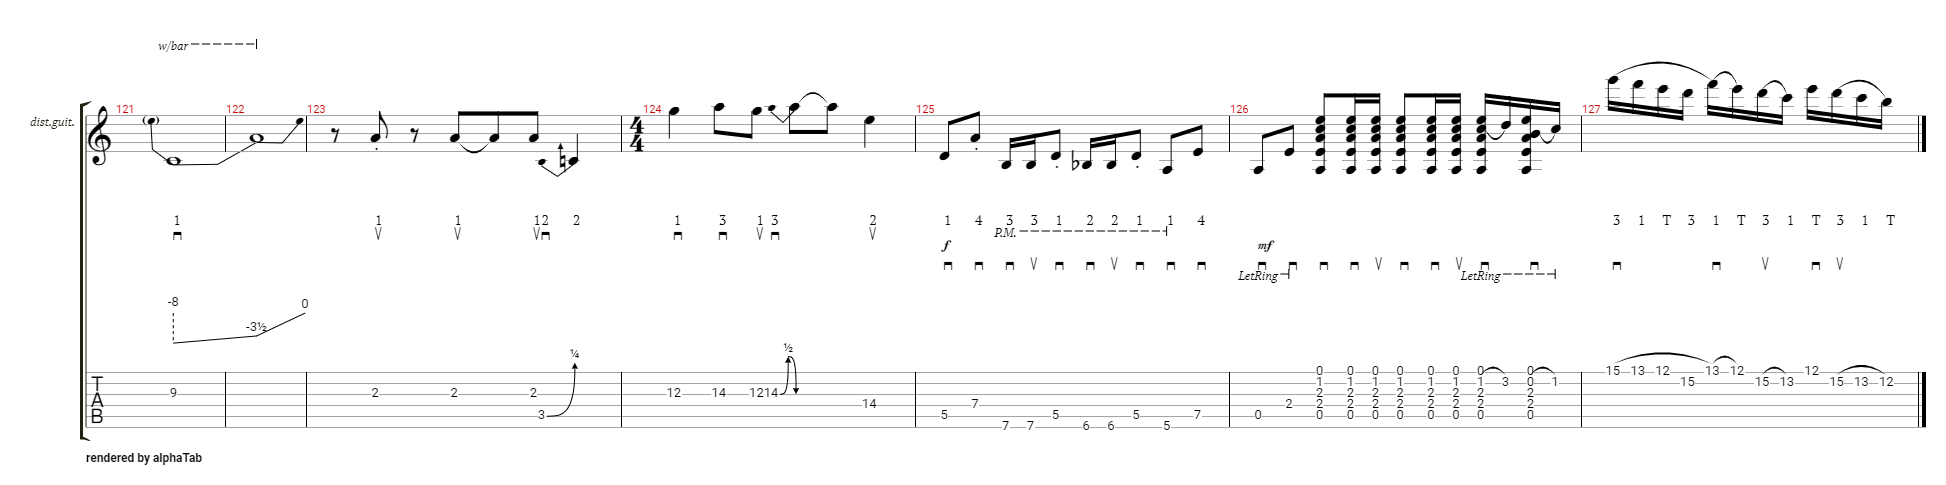 w/bar
121 122 123 124 125 126 127
dist.guit.
4
4
1 1 1 1 2 2 1 3 1 3 2 1 4 3 3 1 2 2 1 1 4 3 1 T 3 1 T 3 1 T 3 1 T
P.M.
f mf
LetRing LetRing
-8 0
-3½
¼ ½
9 2 2 2 3 12 14 12 14 14 5 7 7 7 5 6 6 5 5 7 0 2
0 0 0 0 0 0 0 0
1 1 1 1 1 1 1 3 0 1
2 2 2 2 2 2 2 2
2 2 2 2 2 2 2 2
0 0 0 0 0 0 0 0
15 13 12 15 13 12 15 13 12 15 13 12
rendered by alphaTab